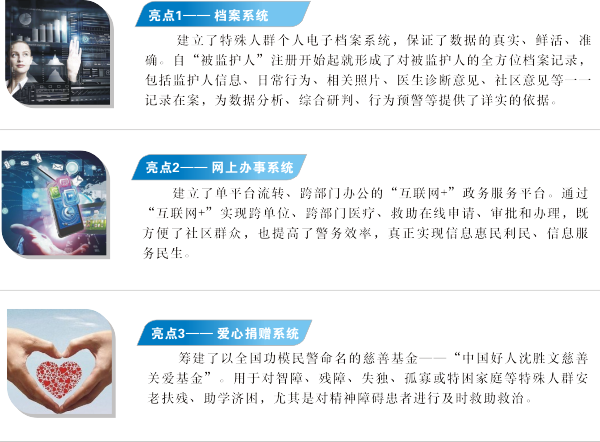 亮点1—— 档案系统
建立了特殊人群个人电子档案系统，保证了数据的真实、鲜活、准
确。自“被监护人”注册开始起就形成了对被监护人的全方位档案记录，
包括监护人信息、日常行为、相关照片、医生诊断意见、社区意见等一一
记录在案，为数据分析、综合研判、行为预警等提供了详实的依据。
亮点2—— 网上办事系统
建立了单平台流转、跨部门办公的“互联网+”政务服务平台。通过
“互联网+”实现跨单位、跨部门医疗、救助在线申请、审批和办理，既
方便了社区群众，也提高了警务效率，真正实现信息惠民利民、信息服
务民生。
亮点3—— 爱心捐赠系统
筹建了以全国功模民警命名的慈善基金——“中国好人沈胜文慈善
关爱基金”。用于对智障、残障、失独、孤寡或特困家庭等特殊人群安
老扶残、助学济困，尤其是对精神障碍患者进行及时救助救治。